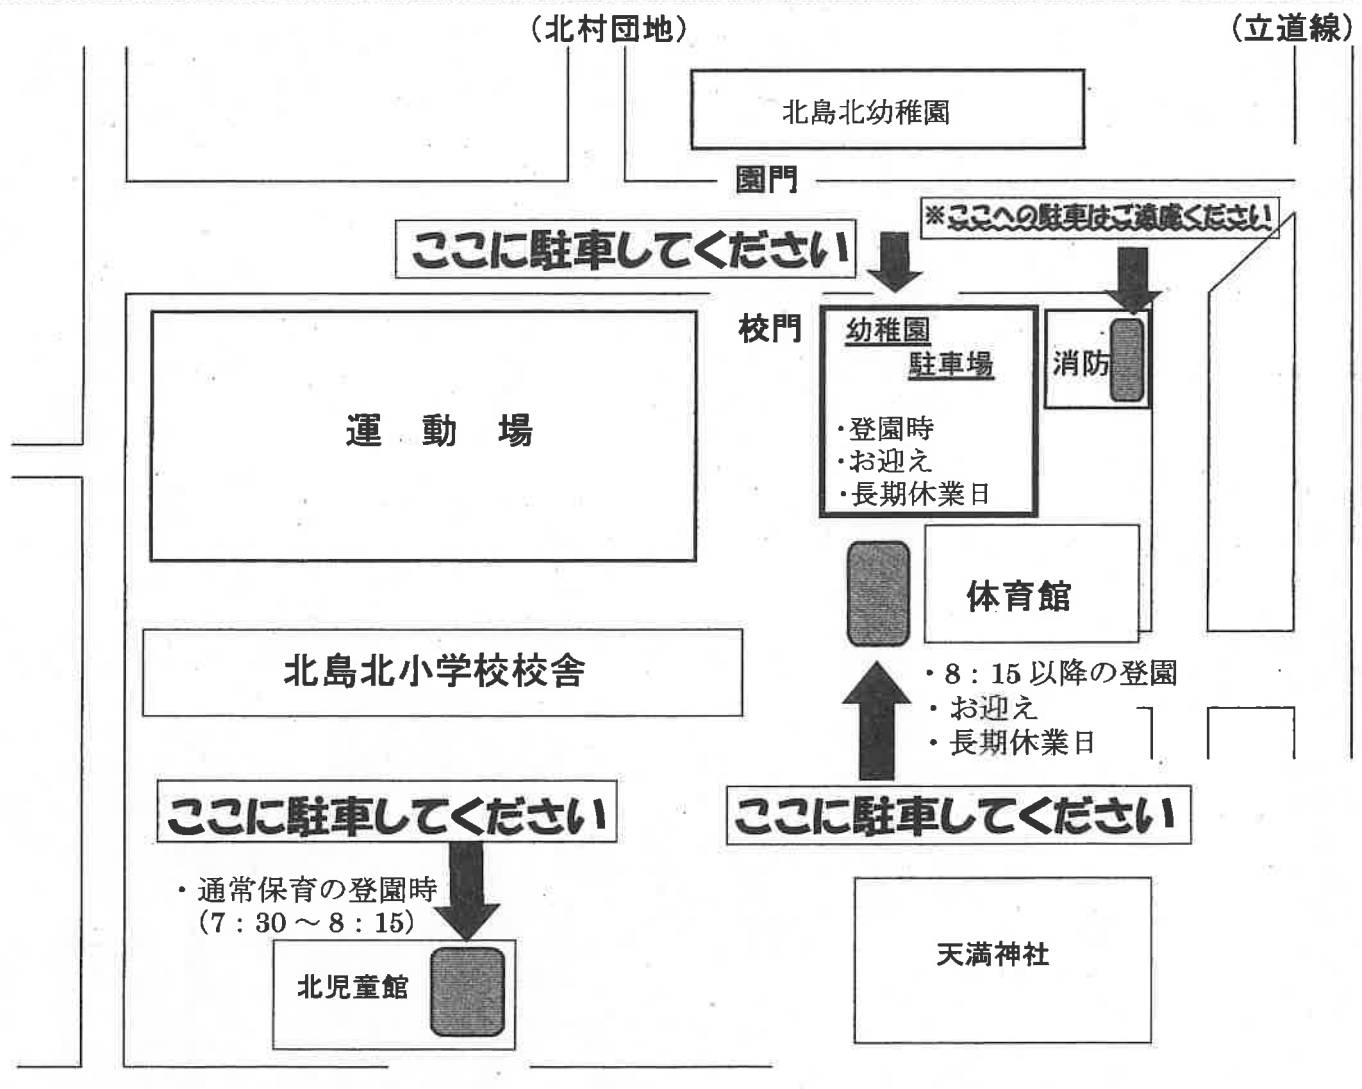 （北村団地）
（立道線）
北島北幼稚園
園門
※ここへの駐車はご遠慮ください
ここに駐車してください
校門
幼稚園
駐車場
消防
・登園時
・お迎え
・長期休業日
運動場
体育館
北島北小学校校舎
・8：15以降の登園
・お迎え
・長期休業日
ここに駐車してください
ここに駐車してください
・通常保育の登園時
（7：30～8：15）
北児童館
天満神社